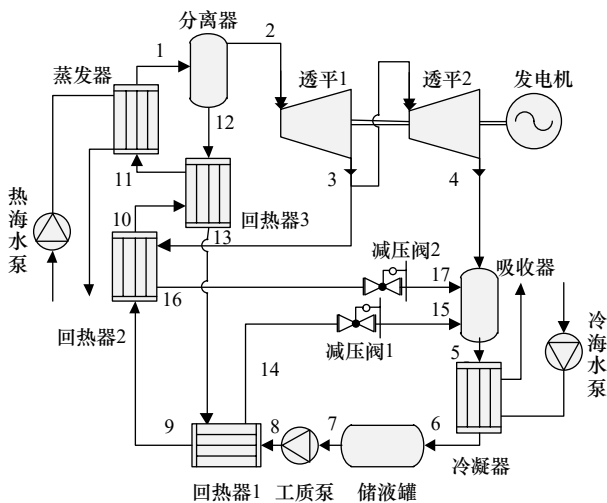 分离器
2
1
蒸发器
透平1
透平2
发电机
12
11
3
4
热海水泵
10
回热器3
13
减压阀2
17
吸收器
16
15
回热器2
减压阀1
冷海水泵
14
5
9
8
7
6
冷凝器
回热器1
工质泵
储液罐